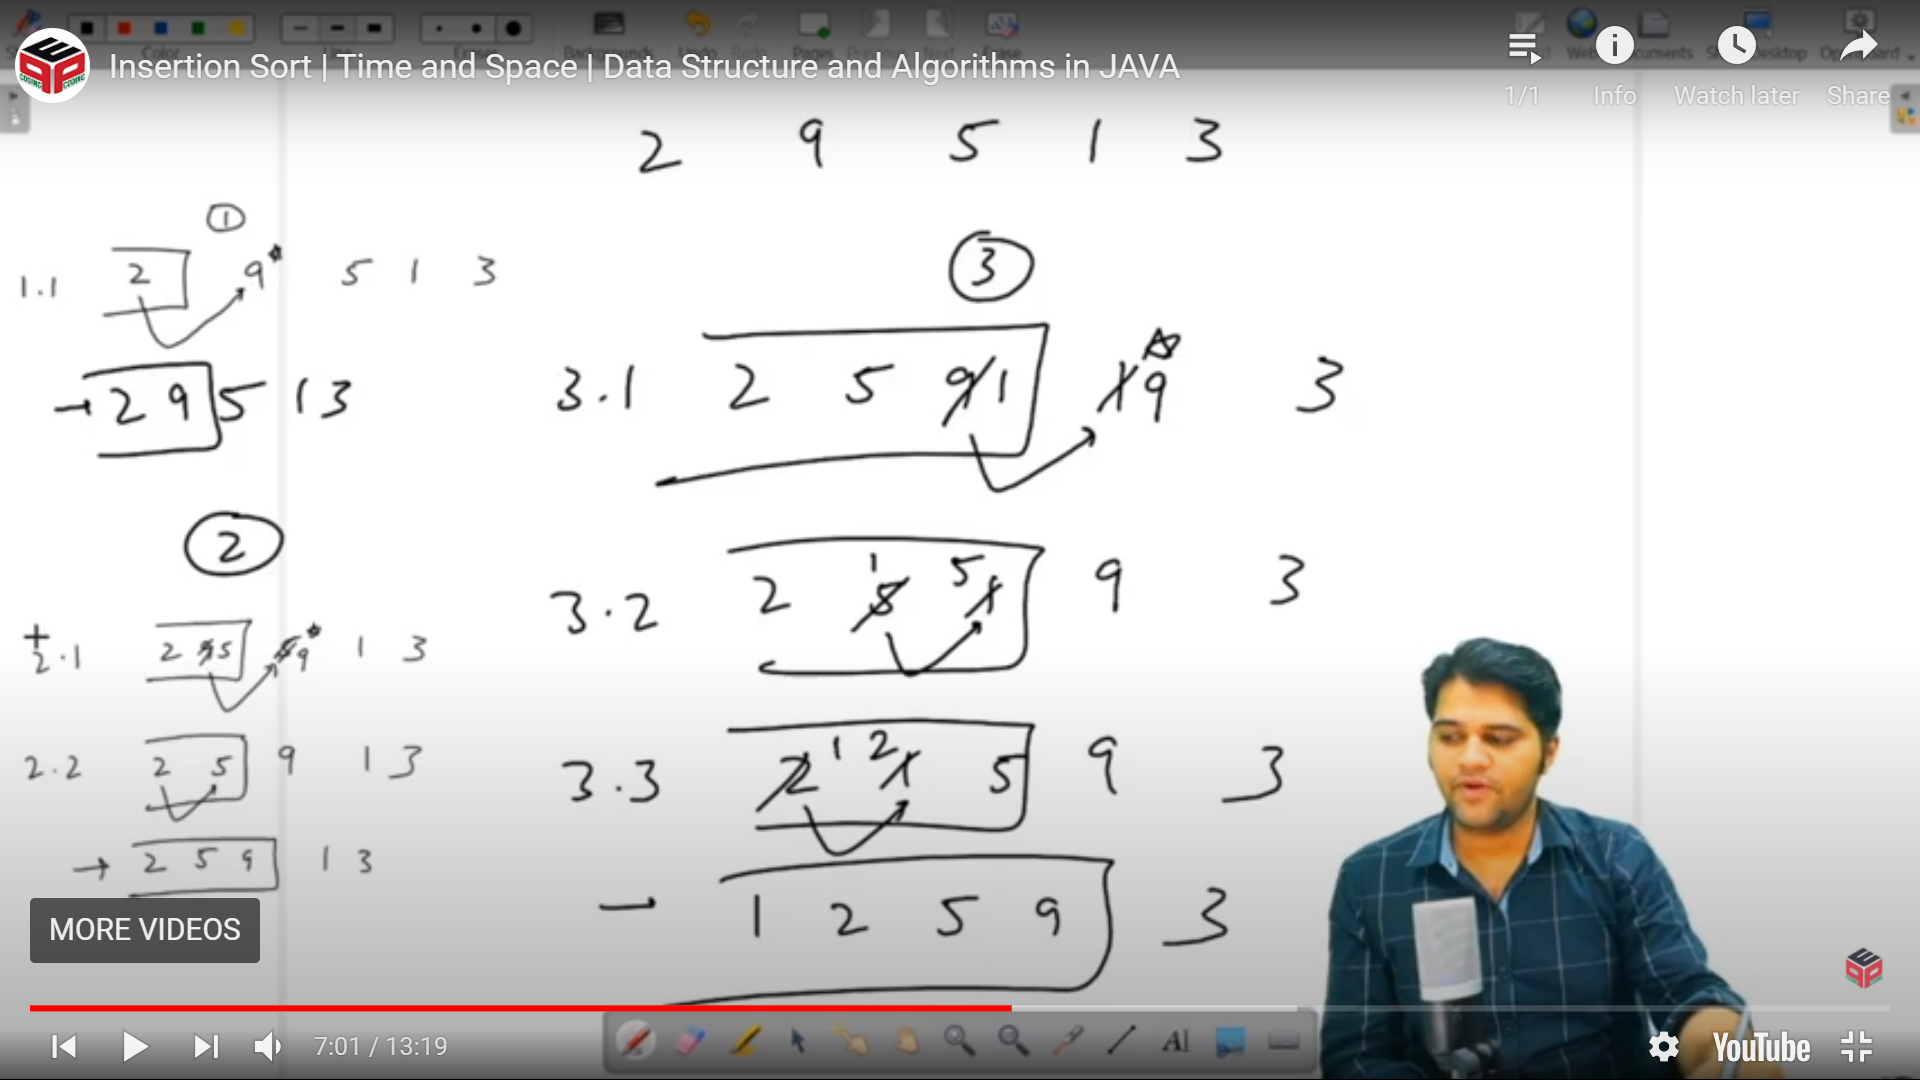 Insertion Sort | Time and Space | Data Structure and Algorithms in JAVA
1/1 Info Watch later Share
2 9 5 1 3
1
1.1 2 9* 5 1 3
→ 2 9 5 1 3
2
2.1 2 9 5 5 9* 1 3
2.2 2 5 9 1 3
→ 2 5 9 1 3
3
3.1 2 5 9 1 1 9 3
3.2 2 5 1 1 5 9 3
3.3 2 1 1 2 5 9 3
1 2 5 9 3
MORE VIDEOS
7:01 / 13:19
YouTube